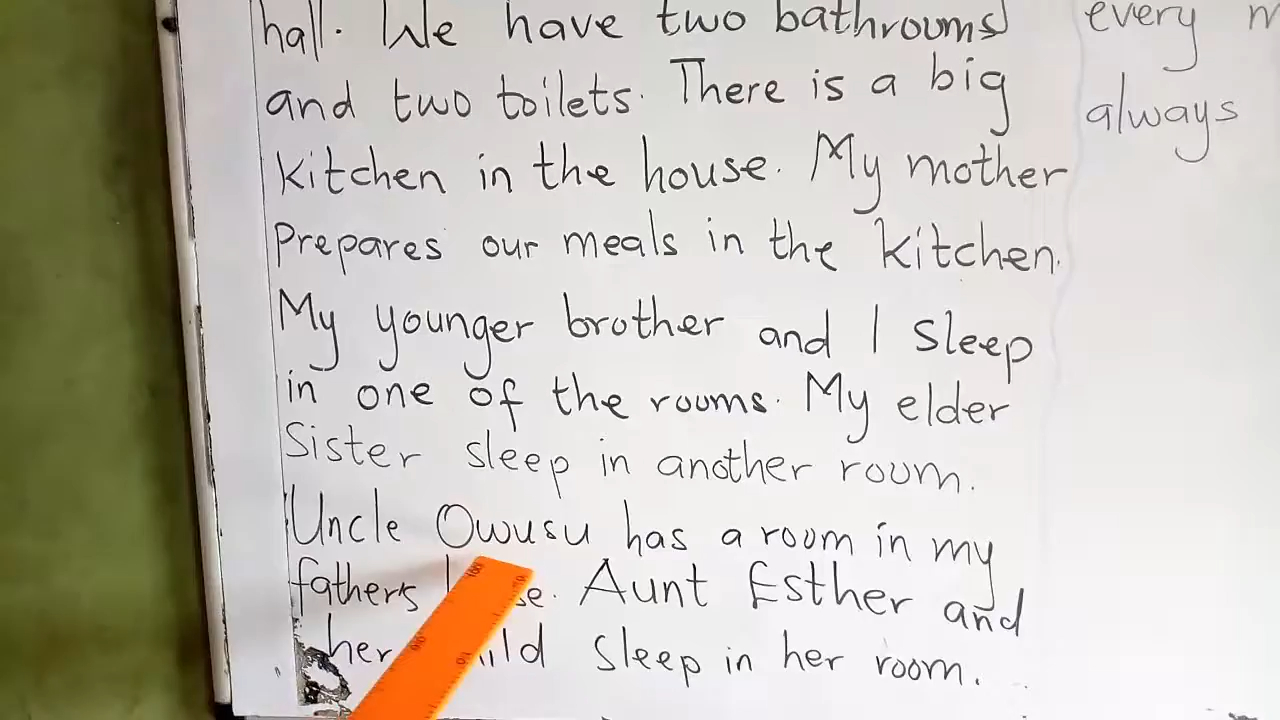 hall. We have two bathrooms
and two toilets. There is a big
kitchen in the house. My mother
prepares our meals in the kitchen.
My younger brother and I sleep
in one of the rooms. My elder
Sister sleep in another room.
Uncle Owusu has a room in my
father's Aunt Esther and
her sleep in her room.
every
always